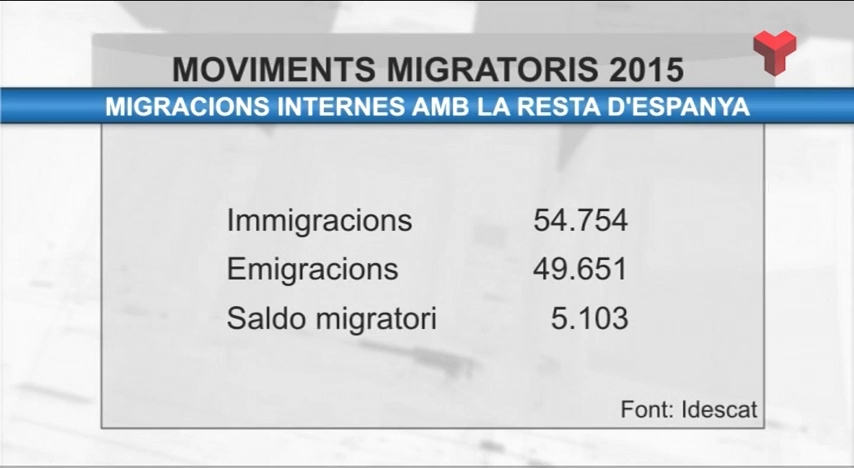 MOVIMENTS MIGRATORIS 2015
MIGRACIONS INTERNES AMB LA RESTA D'ESPANYA
Immigracions 54.754
Emigracions 49.651
Saldo migratori 5.103
Font: Idescat